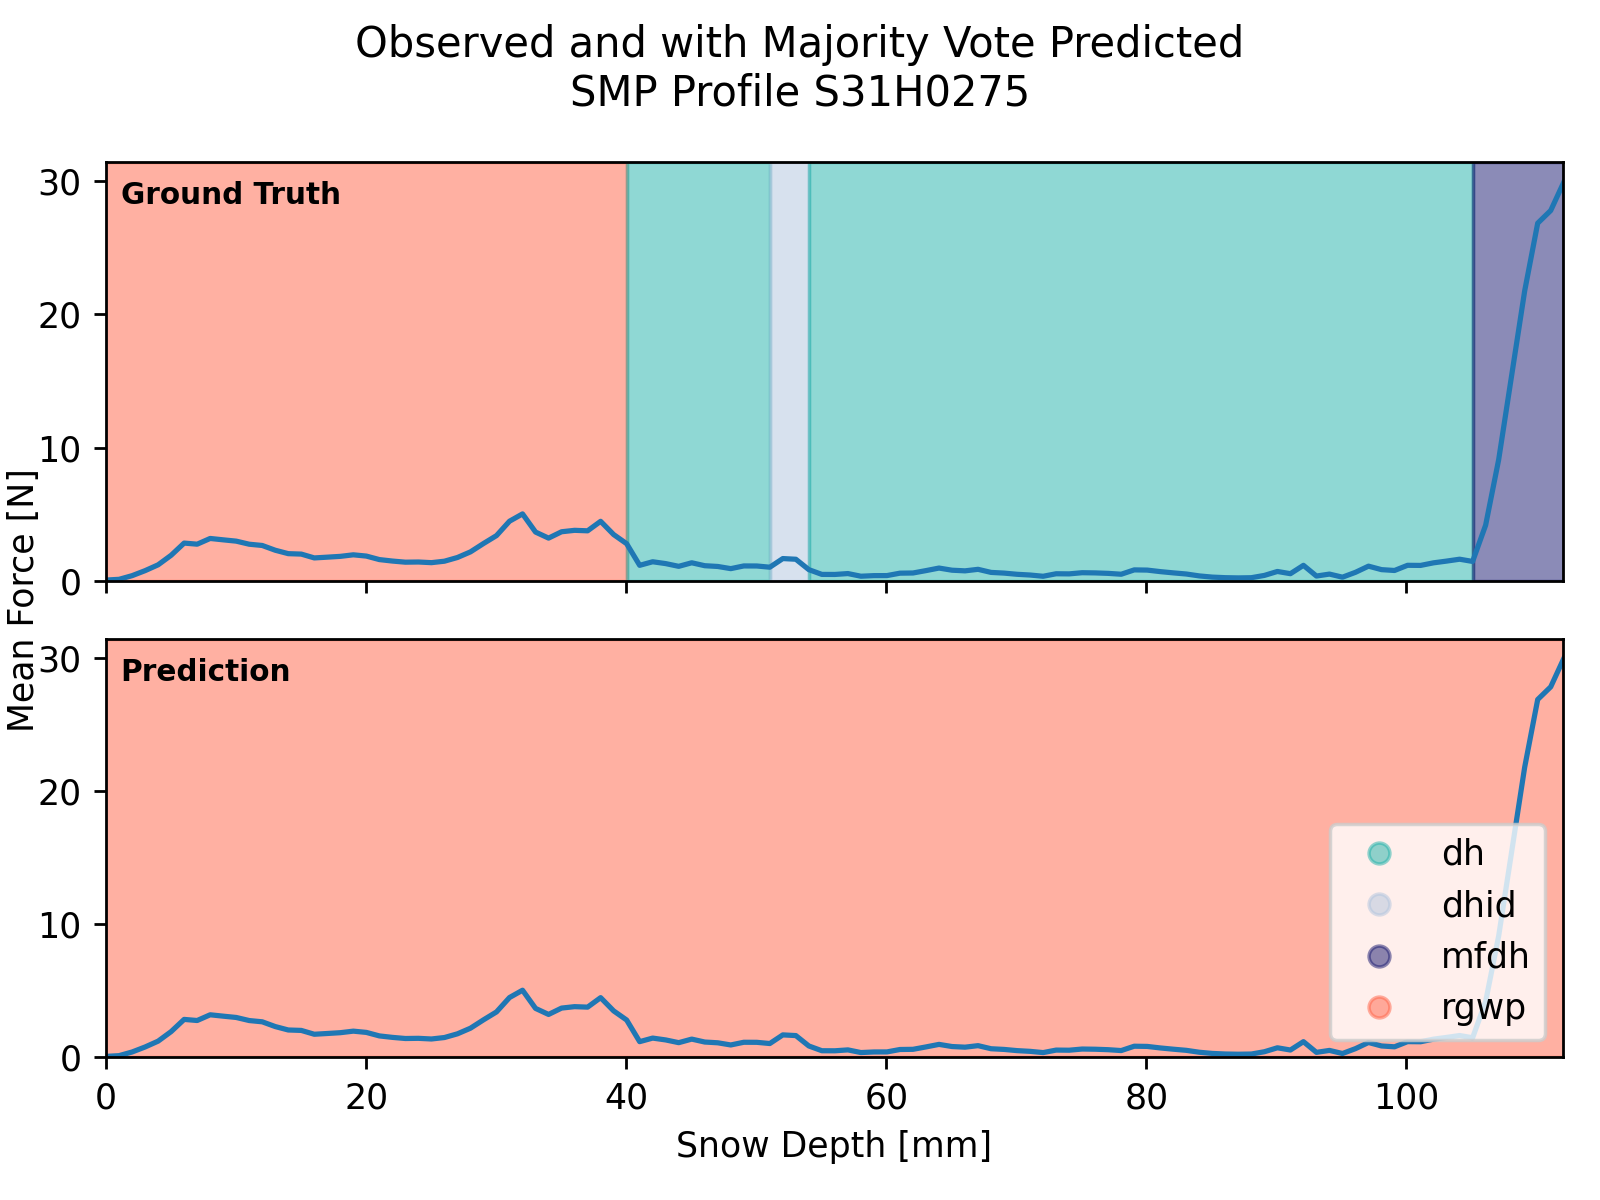 Observed and with Majority Vote Predicted
SMP Profile S31H0275
Mean Force [N]
30
20
10
0
Ground Truth
30
20
10
0
Prediction
dh
dhid
mfdh
rgwp
0
20
40
60
80
100
Snow Depth [mm]